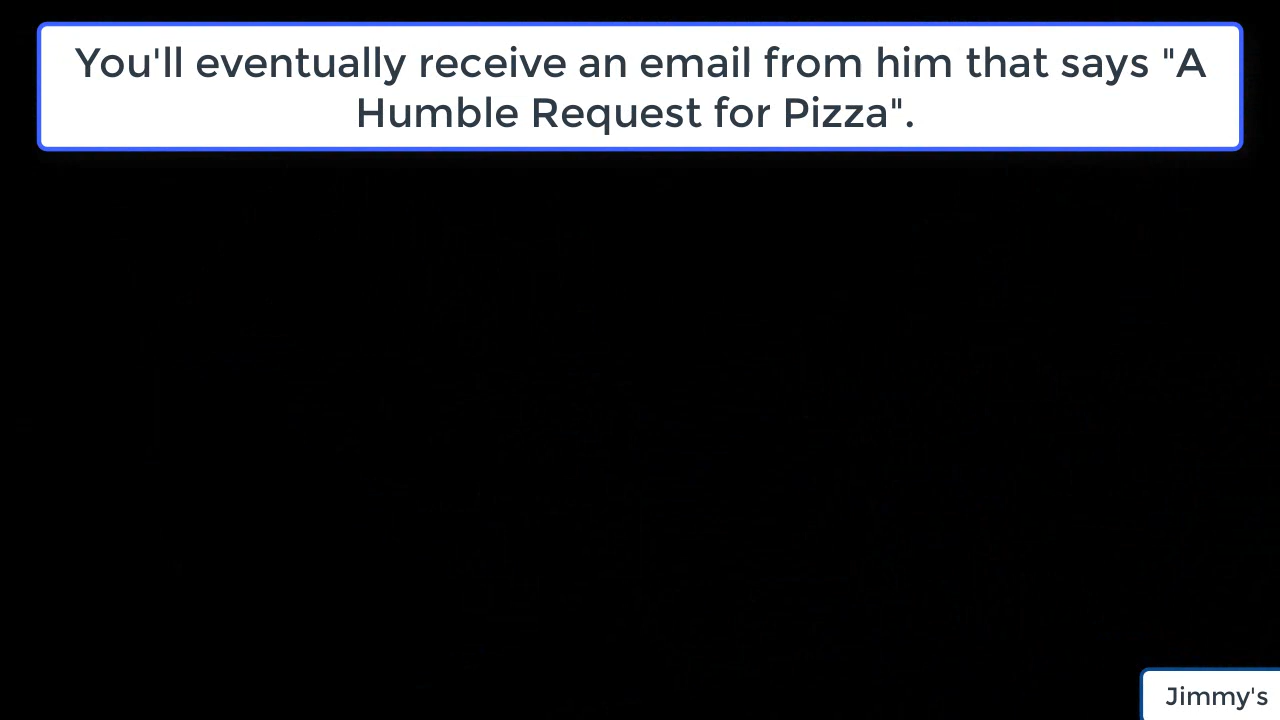 You'll eventually receive an email from him that says "A
Humble Request for Pizza".
Jimmy's